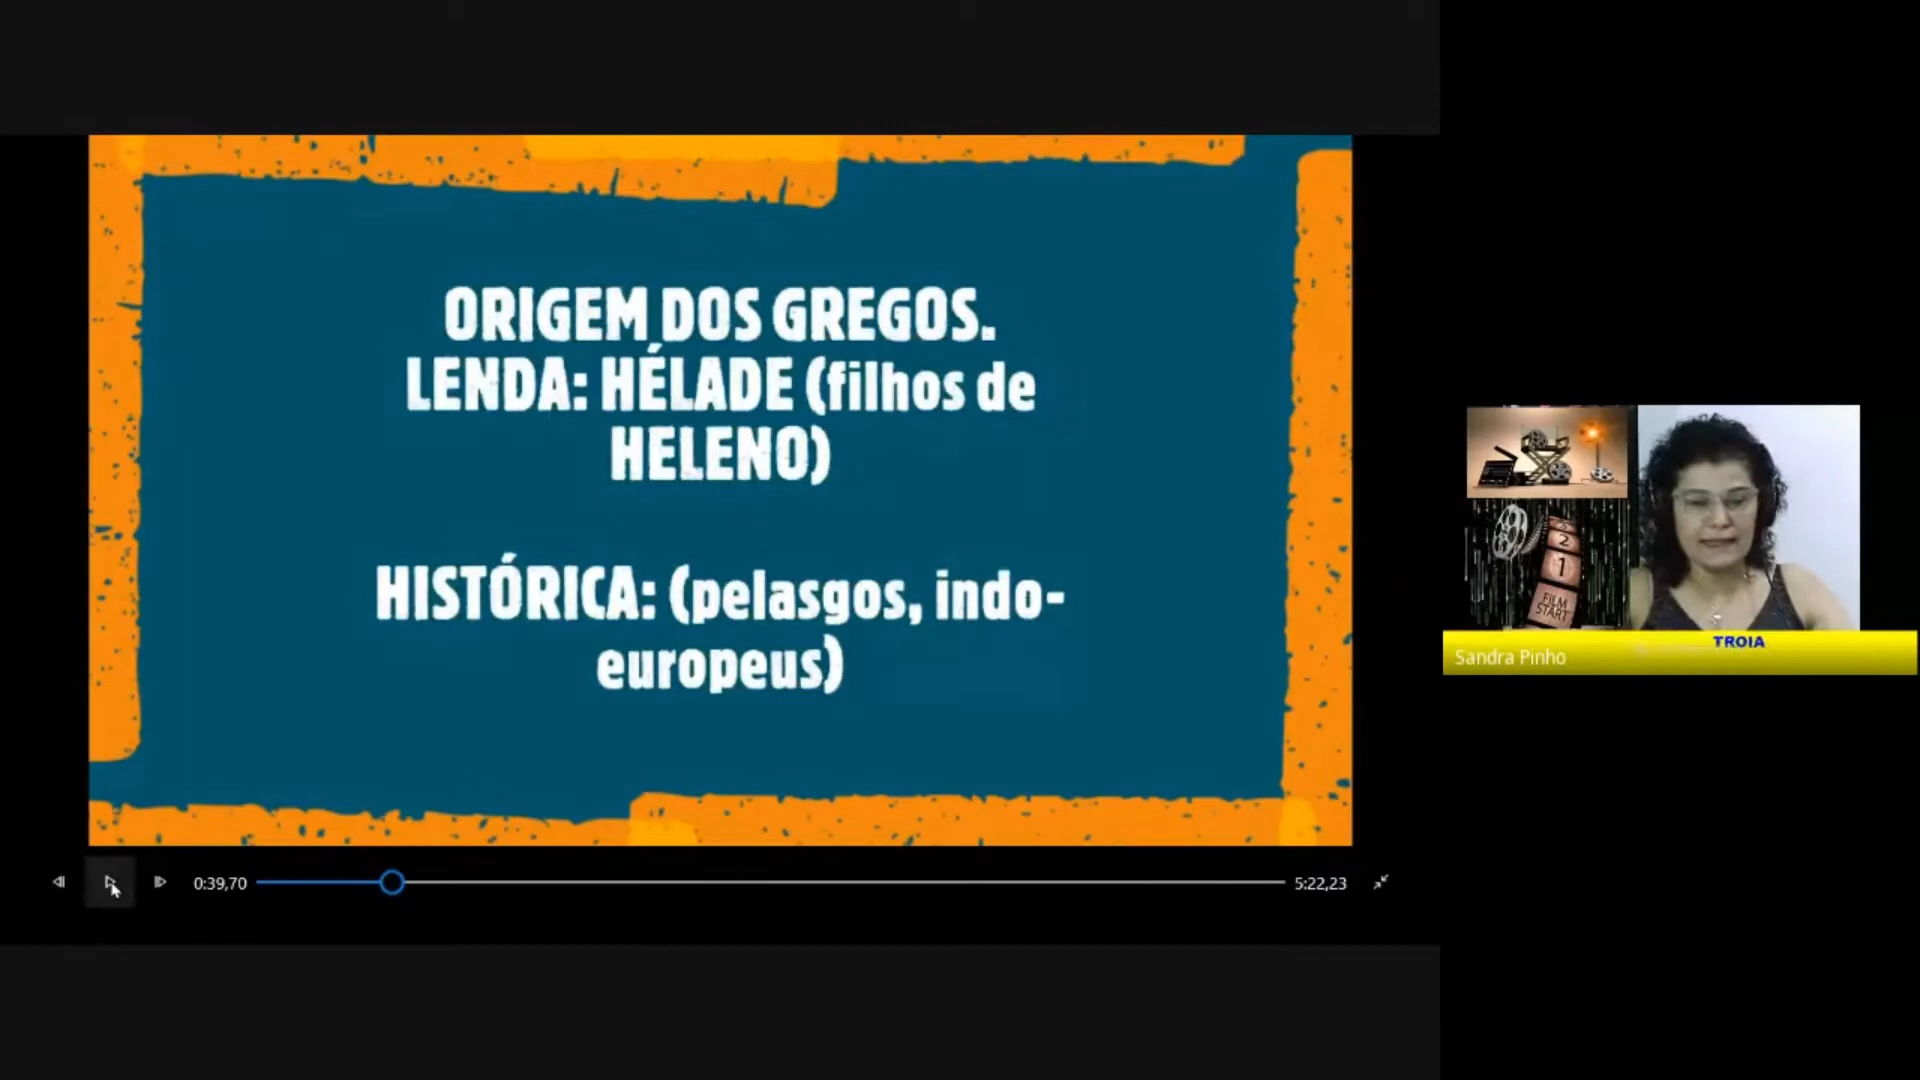 ORIGEM DOS GREGOS.
LENDA: HÉLADE (filhos de
HELENO)
HISTÓRICA: (pelasgos, indo-
europeus)
0:39,70
5:22,23
2
1
FILM
START
TROIA
Sandra Pinho